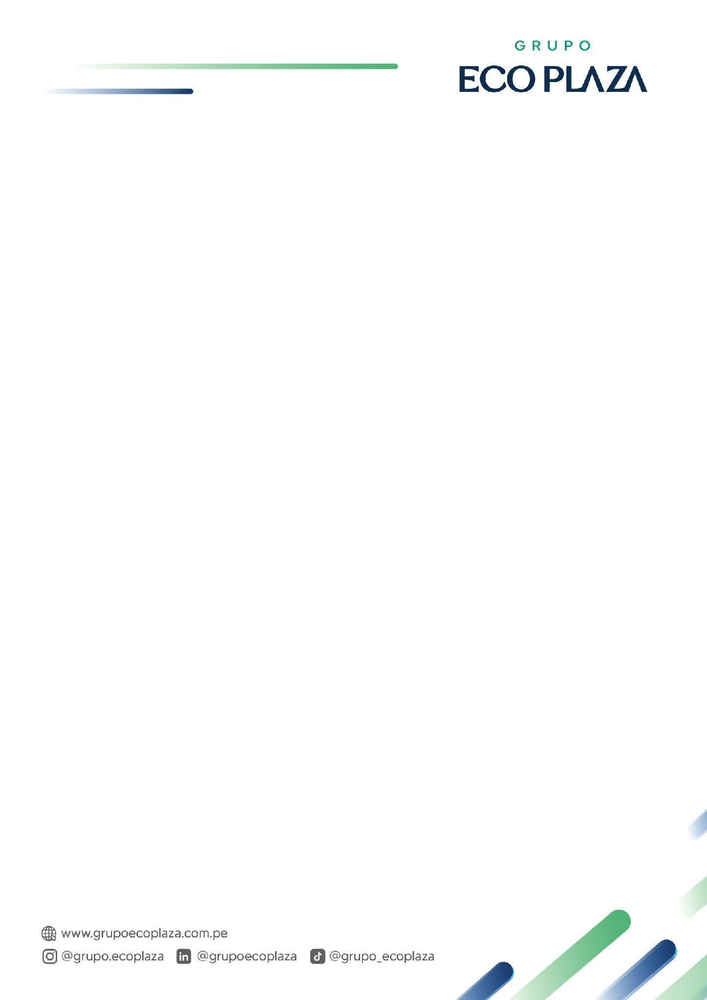 GRUPO
ECO PLAZA
www.grupoecoplaza.com.pe
@grupo.ecoplaza @grupoecoplaza @grupo_ecoplaza